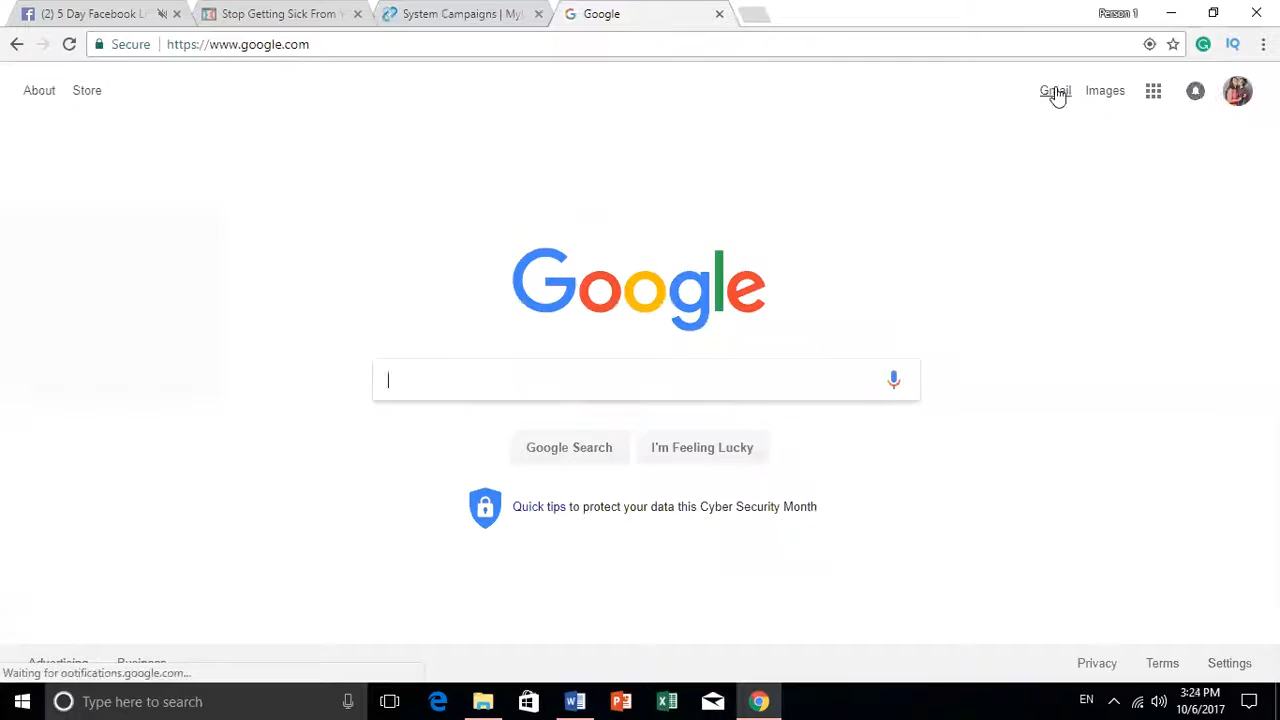 (2) 5 Day Facebook L
Stop Getting Sick From
System Campaigns | My
Google
Person 1
Secure
https://www.google.com
About
Store
Gmail
Images
Google
Google Search
I'm Feeling Lucky
Quick tips to protect your data this Cyber Security Month
Advertising
Business
Waiting for notifications.google.com...
Privacy
Terms
Settings
Type here to search
EN
3:24 PM
10/6/2017